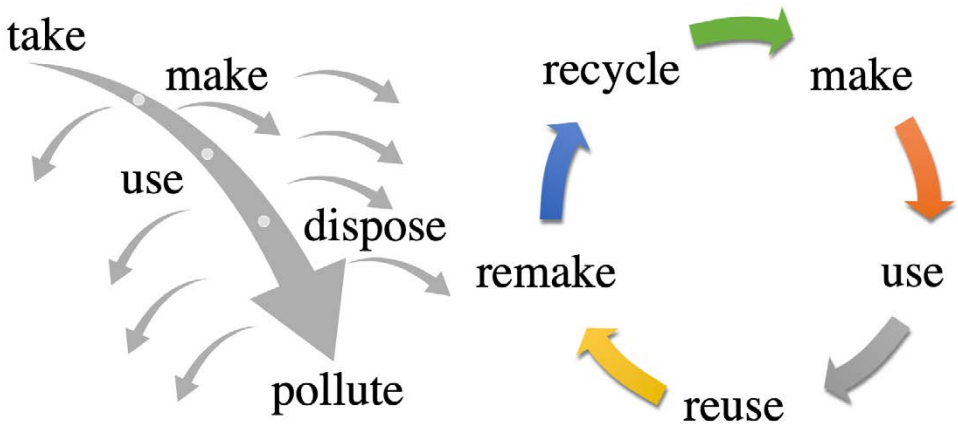 take
make
use
dispose
pollute
recycle
make
use
reuse
remake